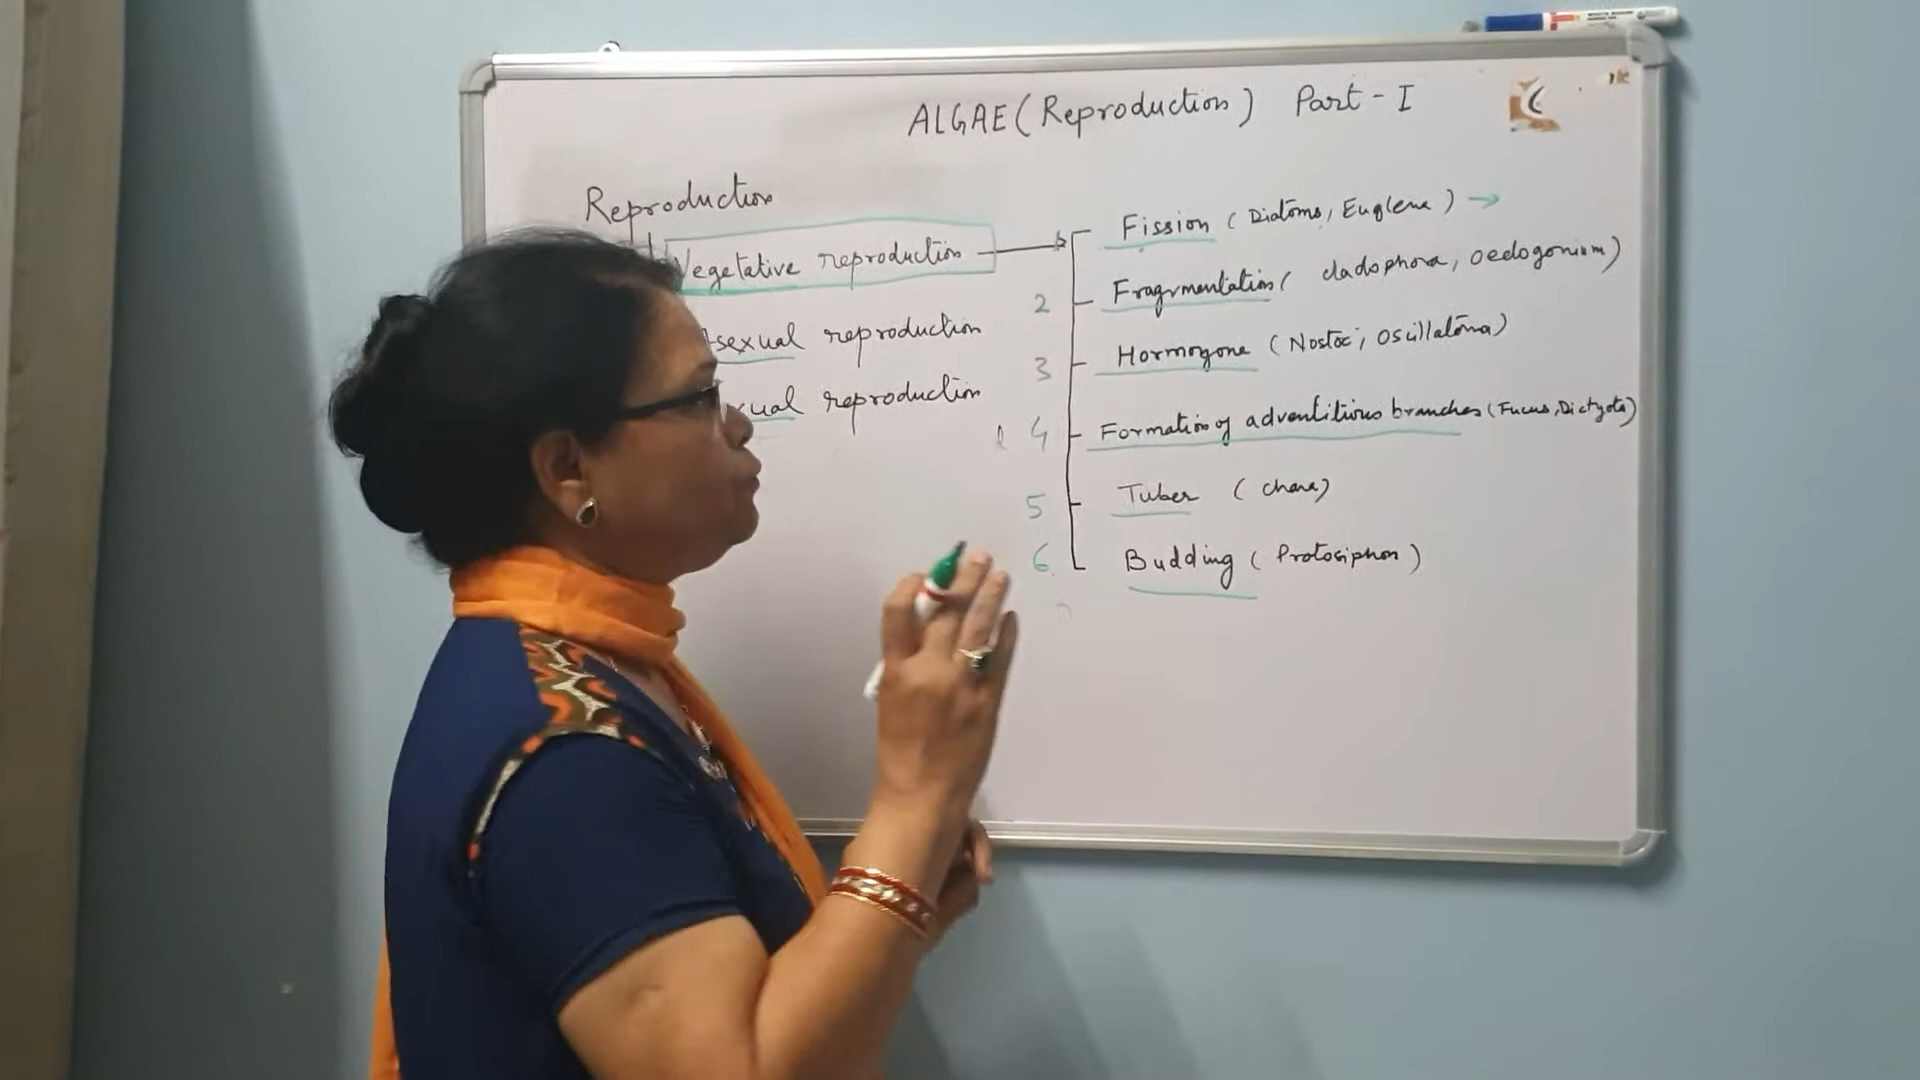 ALGAE (Reproduction) Part - I
Reproduction
Vegetative reproduction
sexual reproduction
xual reproduction
Fission (Diatoms, Euglena) →
2 Fragmentation ( cladophora, oedogonium)
3 Hormogone (Nostoc, Oscillatoria)
4 Formation of adventitious branches (Fucus, Dictyota)
5 Tuber (chara)
6. Budding (Protosiphon)